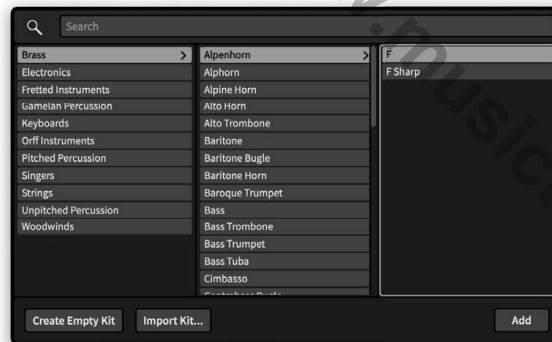 Search
Brass
Electronics
Fretted Instruments
Gamelan Percussion
Keyboards
Orff Instruments
Pitched Percussion
Singers
Strings
Unpitched Percussion
Woodwinds
Alpenhorn
Alphorn
Alpine Horn
Alto Horn
Alto Trombone
Baritone
Baritone Bugle
Baritone Horn
Baroque Trumpet
Bass
Bass Trombone
Bass Trumpet
Bass Tuba
Cimbasso
F
F Sharp
Create Empty Kit
Import Kit...
Add